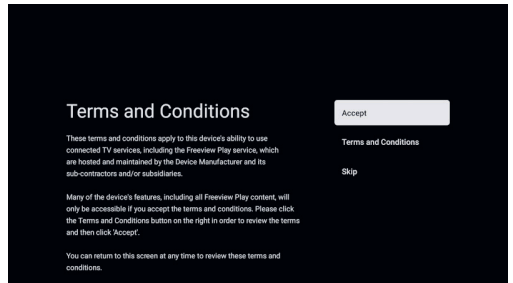 Terms and Conditions
These terms and conditions apply to this device's ability to use
connected TV services, including the Freeview Play service, which
are hosted and maintained by the Device Manufacturer and its
sub-contractors and/or subsidiaries.
Many of the device's features, including all Freeview Play content, will
only be accessible if you accept the terms and conditions. Please click
the Terms and Conditions button on the right in order to review the terms
and then click 'Accept'.
You can return to this screen at any time to review these terms and
conditions.
Accept
Terms and Conditions
Skip